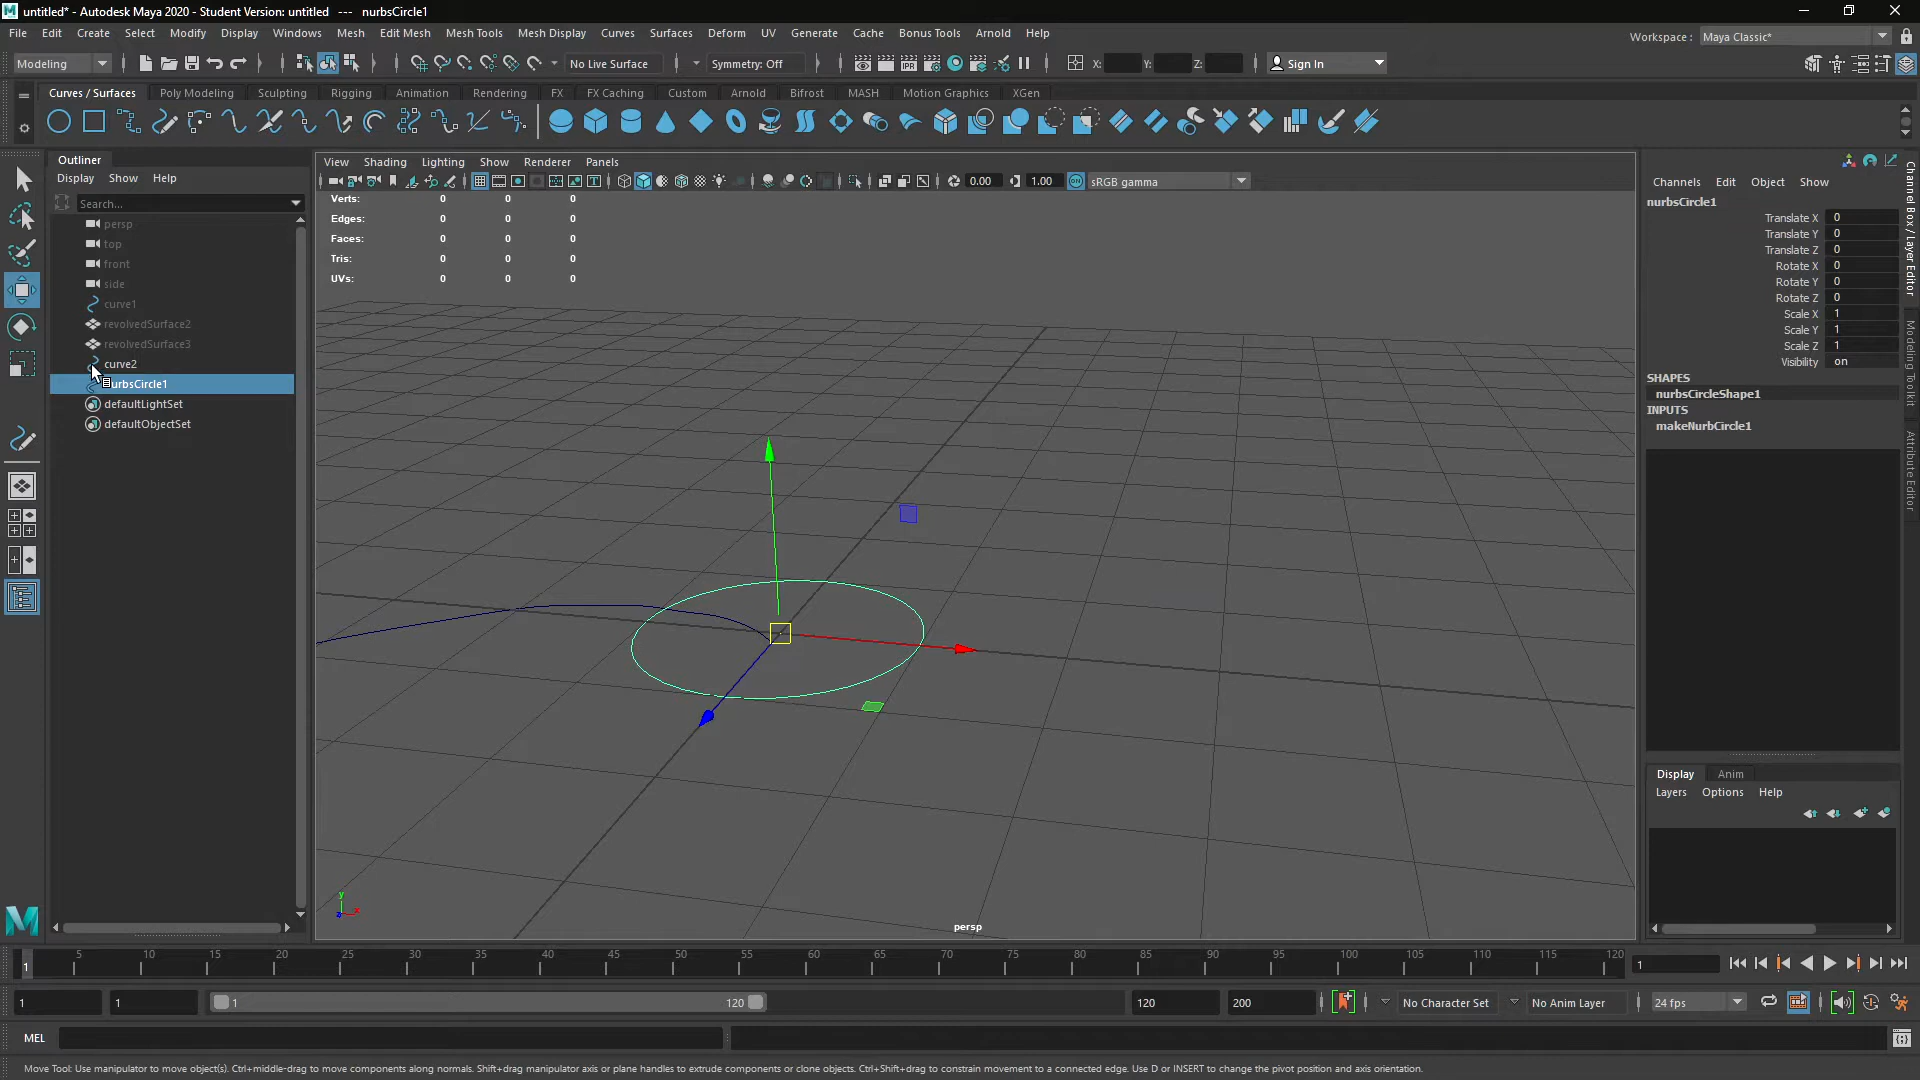 untitled* - Autodesk Maya 2020 - Student Version: untitled --- nurbsCircle1
File Edit Create Select Modify Display Windows Mesh Edit Mesh Mesh Tools Mesh Display Curves Surfaces Deform UV Generate Cache Bonus Tools Arnold Help
Workspace : Maya Classic*
Modeling No Live Surface Symmetry: Off IPR X: Y: Z: Sign In
Curves / Surfaces Poly Modeling Sculpting Rigging Animation Rendering FX FX Caching Custom Arnold Bifrost MASH Motion Graphics XGen
Outliner
Display Show Help
Search...
persp
top
front
side
curve1
revolvedSurface2
revolvedSurface3
curve2
urbsCircle1
defaultLightSet
defaultObjectSet
View Shading Lighting Show Renderer Panels
0.00 1.00 ON sRGB gamma
Verts: 0 0 0
Edges: 0 0 0
Faces: 0 0 0
Tris: 0 0 0
UVs: 0 0 0
y
z x
persp
Channels Edit Object Show
nurbsCircle1
Translate X 0
Translate Y 0
Translate Z 0
Rotate X 0
Rotate Y 0
Rotate Z 0
Scale X 1
Scale Y 1
Scale Z 1
Visibility on
SHAPES
nurbsCircleShape1
INPUTS
makeNurbCircle1
Channel Box / Layer Editor
Modeling Toolkit
Attribute Editor
Display Anim
Layers Options Help
1 5 10 15 20 25 30 35 40 45 50 55 60 65 70 75 80 85 90 95 100 105 110 115 120 1
1 1 1 120 120 200 No Character Set No Anim Layer 24 fps
MEL
Move Tool: Use manipulator to move object(s). Ctrl+middle-drag to move components along normals. Shift+drag manipulator axis or plane handles to extrude components or clone objects. Ctrl+Shift+drag to constrain movement to a connected edge. Use D or INSERT to change the pivot position and axis orientation.